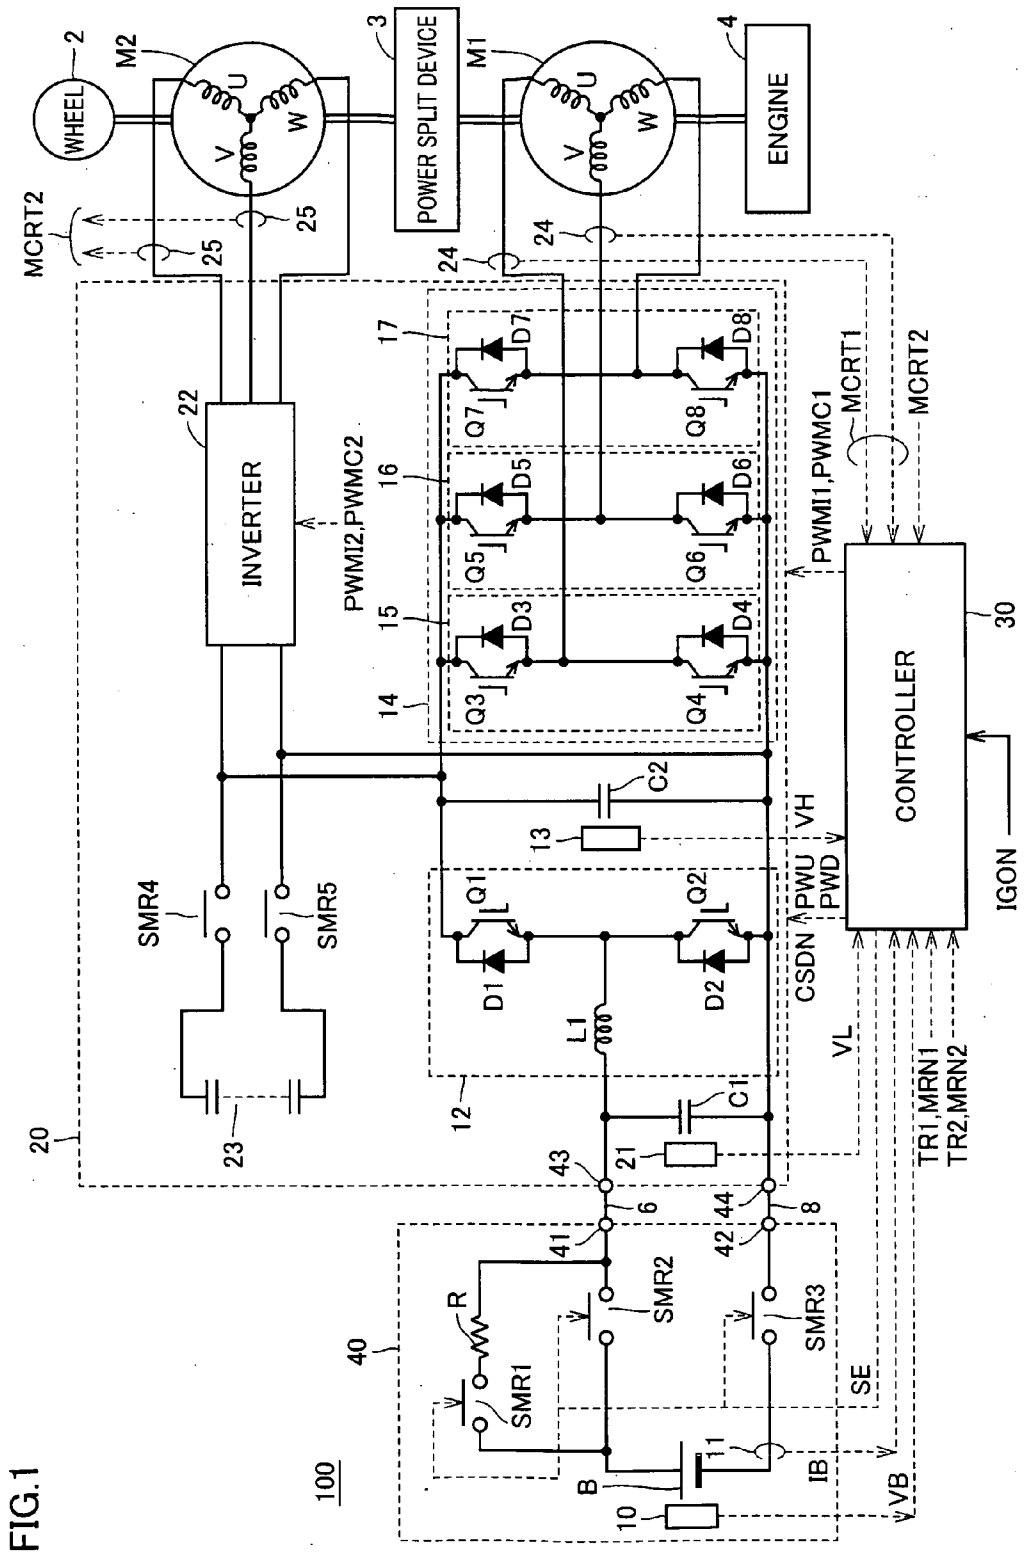 FIG.1
100
WHEEL
2
M2
U
V
W
3
POWER SPLIT DEVICE
M1
U
V
W
4
ENGINE
MCRT2
25
25
24
24
20
SMR4
SMR5
23
22
INVERTER
PWMI2,PWMC2
14
15
16
17
Q3
D3
Q4
D4
Q5
D5
Q6
D6
Q7
D7
Q8
D8
12
L1
D1
Q1
D2
Q2
13
C2
21
C1
43
6
41
44
8
42
40
R
SMR1
SMR2
SMR3
B
10
11
IB
VB
SE
VL
CSDN
PWU
PWD
VH
PWMI1,PWMC1
MCRT1
MCRT2
CONTROLLER
30
IGON
TR1,MRN1
TR2,MRN2